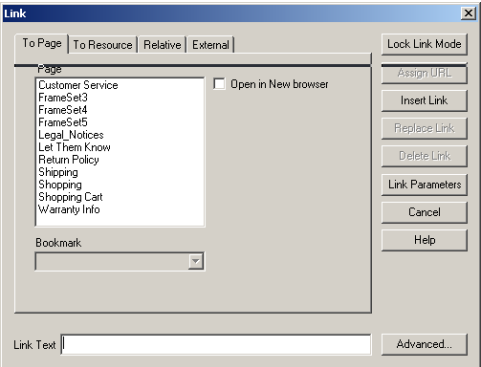 Link
To Page To Resource Relative External
Lock Link Mode
Page
Assign URL
Customer Service
FrameSet3
FrameSet4
FrameSet5
Legal_Notices
Let Them Know
Return Policy
Shipping
Shopping
Shopping Cart
Warranty Info
Open in New browser
Insert Link
Replace Link
Delete Link
Link Parameters
Cancel
Help
Bookmark
Link Text
Advanced...